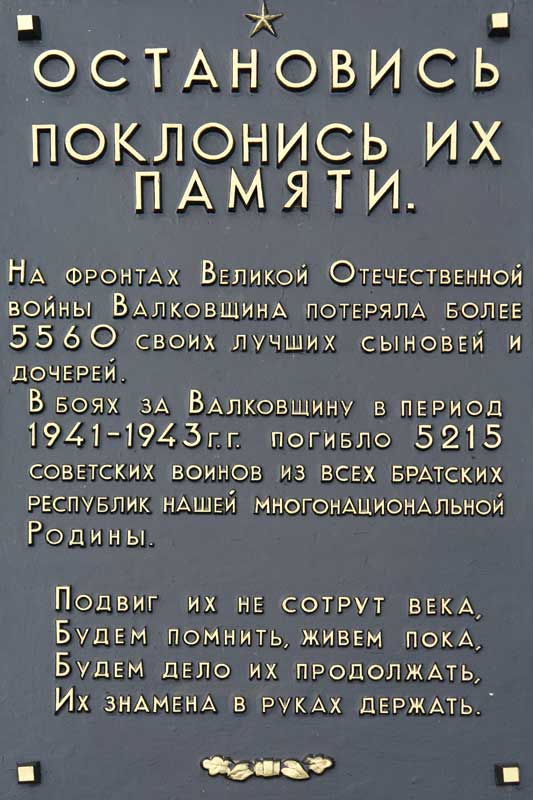 ОСТАНОВИСЬ
ПОКЛОНИСЬ ИХ
ПАМЯТИ.
На фронтах Великой Отечественной
войны Валковщина потеряла более
5560 своих лучших сыновей и
дочерей.
В боях за Валковщину в период
1941-1943г.г. погибло 5215
советских воинов из всех братских
республик нашей многонациональной
Родины.
Подвиг их не сотрут века,
Будем помнить, живем пока,
Будем дело их продолжать,
Их знамена в руках держать.